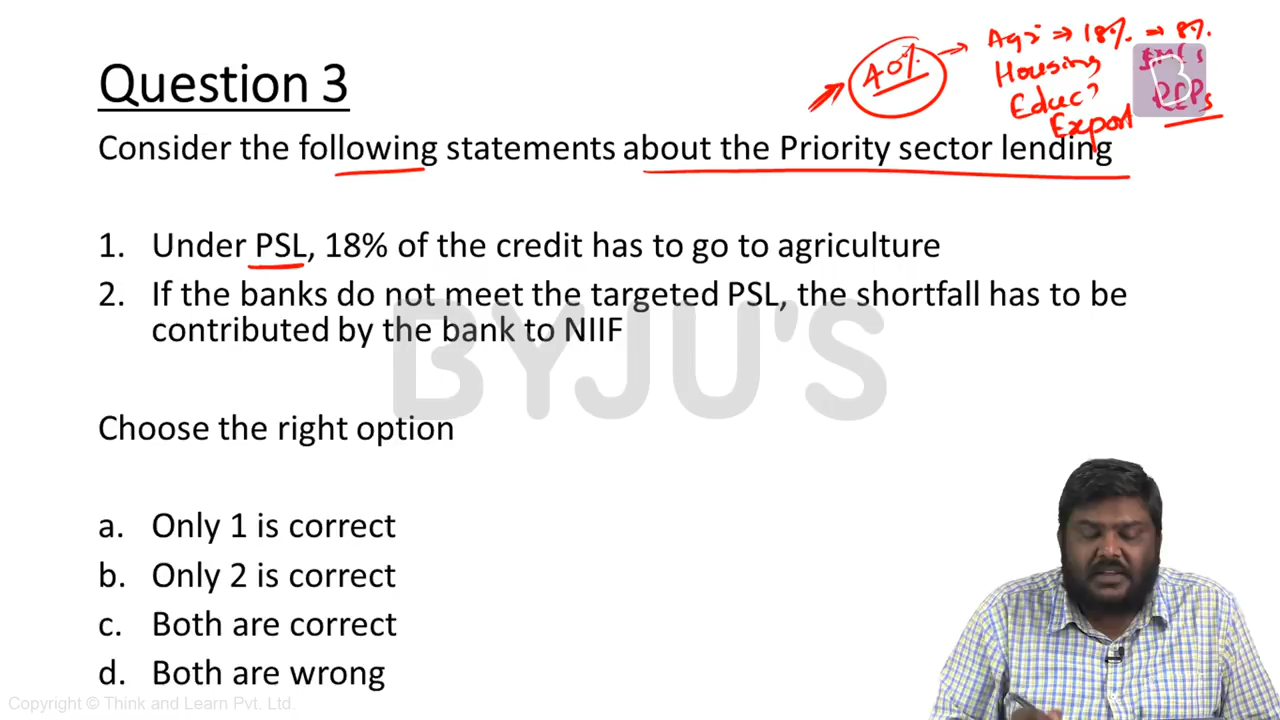 40% → Agri → 18% → 8%
Housing
Educ
Export
B
Question 3
Consider the following statements about the Priority sector lending
1. Under PSL, 18% of the credit has to go to agriculture
2. If the banks do not meet the targeted PSL, the shortfall has to be
contributed by the bank to NIIF
BYJU'S
Choose the right option
a. Only 1 is correct
b. Only 2 is correct
c. Both are correct
d. Both are wrong
Copyright © Think and Learn Pvt. Ltd.